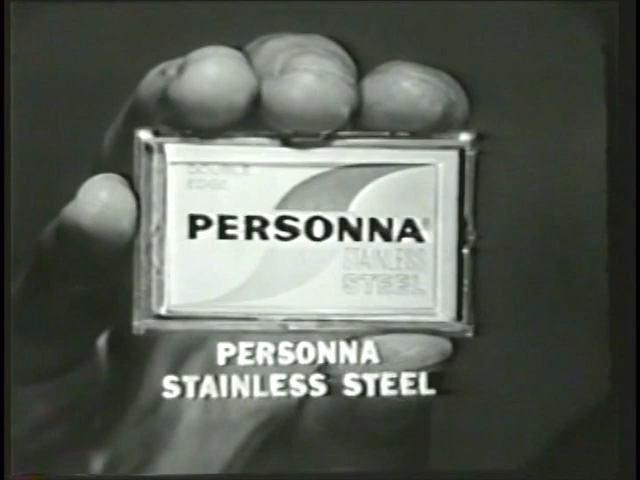 DOUBLE
EDGE
PERSONNA
STAINLESS
STEEL
PERSONNA
STAINLESS STEEL